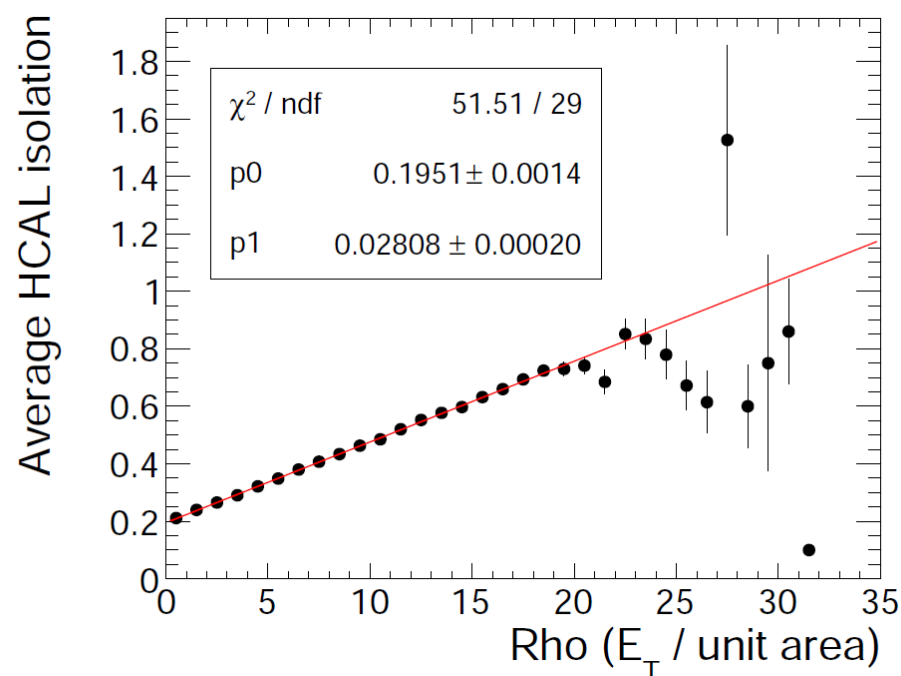 Average HCAL isolation
1.8
1.6
1.4
1.2
1
0.8
0.6
0.4
0.2
0
χ² / ndf 51.51 / 29
p0 0.1951± 0.0014
p1 0.02808 ± 0.00020
0 5 10 15 20 25 30 35
Rho (E_T / unit area)